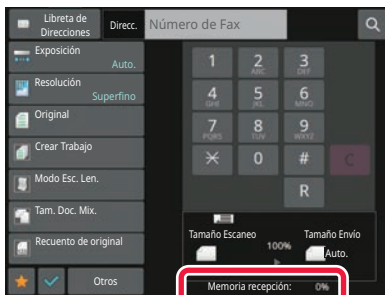 Libreta de
Direcciones
Direcc.
Número de Fax
Exposición
Auto.
Resolución
Superfino
Original
Crear Trabajo
Modo Esc. Len.
Tam. Doc. Mix.
Recuento de original
Otros
1
2
ABC
3
DEF
4
GHI
5
JKL
6
MNO
7
PQRS
8
TUV
9
WXYZ
0
#
C
R
Tamaño Escaneo
100%
Tamaño Envío
Auto.
Memoria recepción: 0%